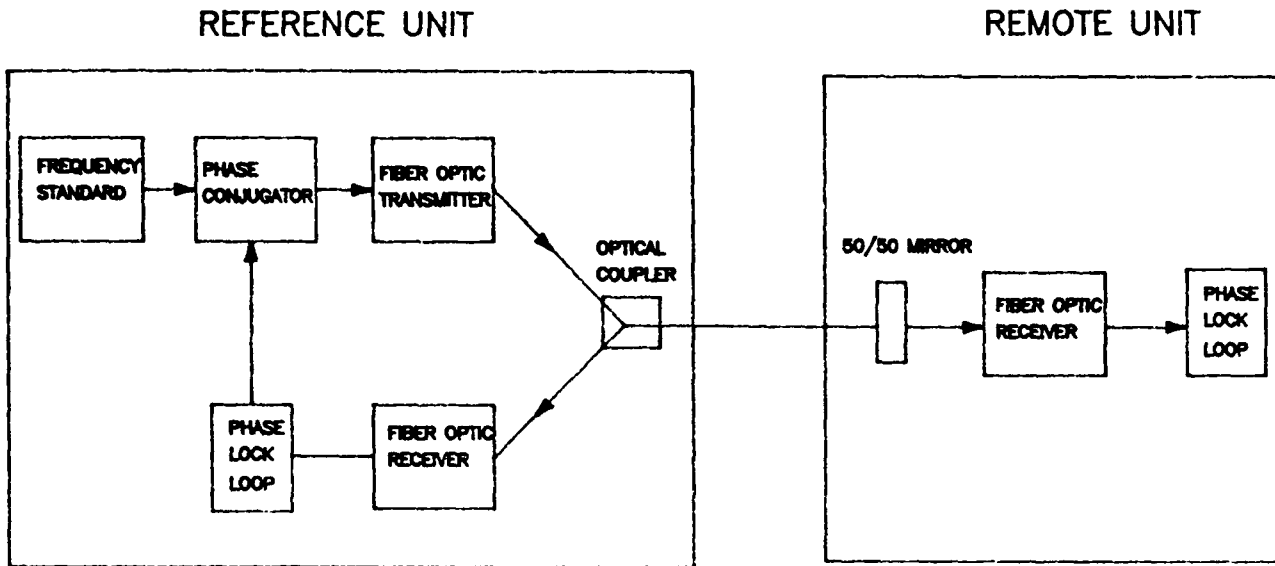 REFERENCE UNIT
REMOTE UNIT
FREQUENCY
STANDARD
PHASE
CONJUGATOR
FIBER OPTIC
TRANSMITTER
OPTICAL
COUPLER
50/50 MIRROR
FIBER OPTIC
RECEIVER
PHASE
LOCK
LOOP
PHASE
LOCK
LOOP
FIBER OPTIC
RECEIVER